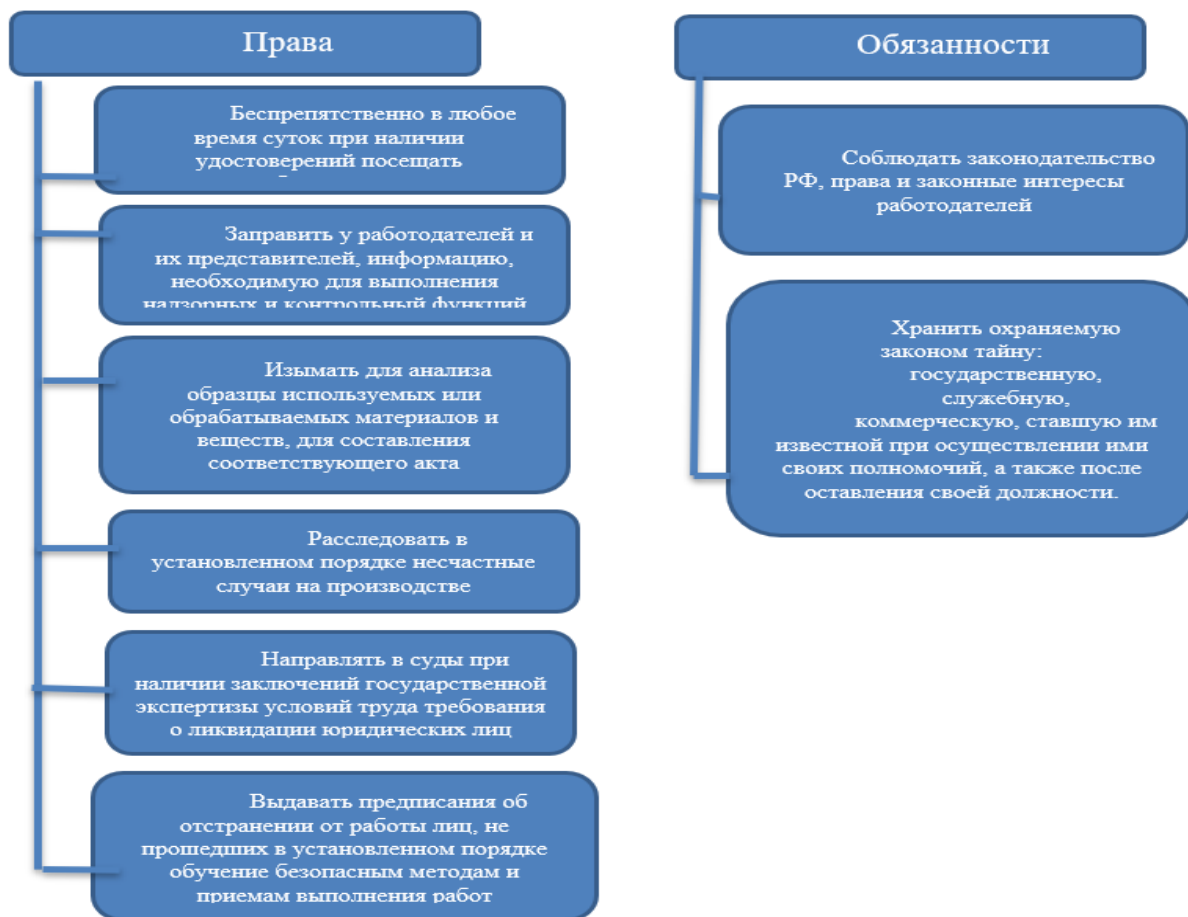 Права
Беспрепятственно в любое
время суток при наличии
удостоверений посещать
Заправить у работодателей и
их представителей, информацию,
необходимую для выполнения
надзорных и контрольный функций
Изымать для анализа
образцы используемых или
обрабатываемых материалов и
веществ, для составления
соответствующего акта
Расследовать в
установленном порядке несчастные
случаи на производстве
Направлять в суды при
наличии заключений государственной
экспертизы условий труда требования
о ликвидации юридических лиц
Выдавать предписания об
отстранении от работы лиц, не
прошедших в установленном порядке
обучение безопасным методам и
приемам выполнения работ
Обязанности
Соблюдать законодательство
РФ, права и законные интересы
работодателей
Хранить охраняемую
законом тайну:
государственную,
служебную,
коммерческую, ставшую им
известной при осуществлении ими
своих полномочий, а также после
оставления своей должности.